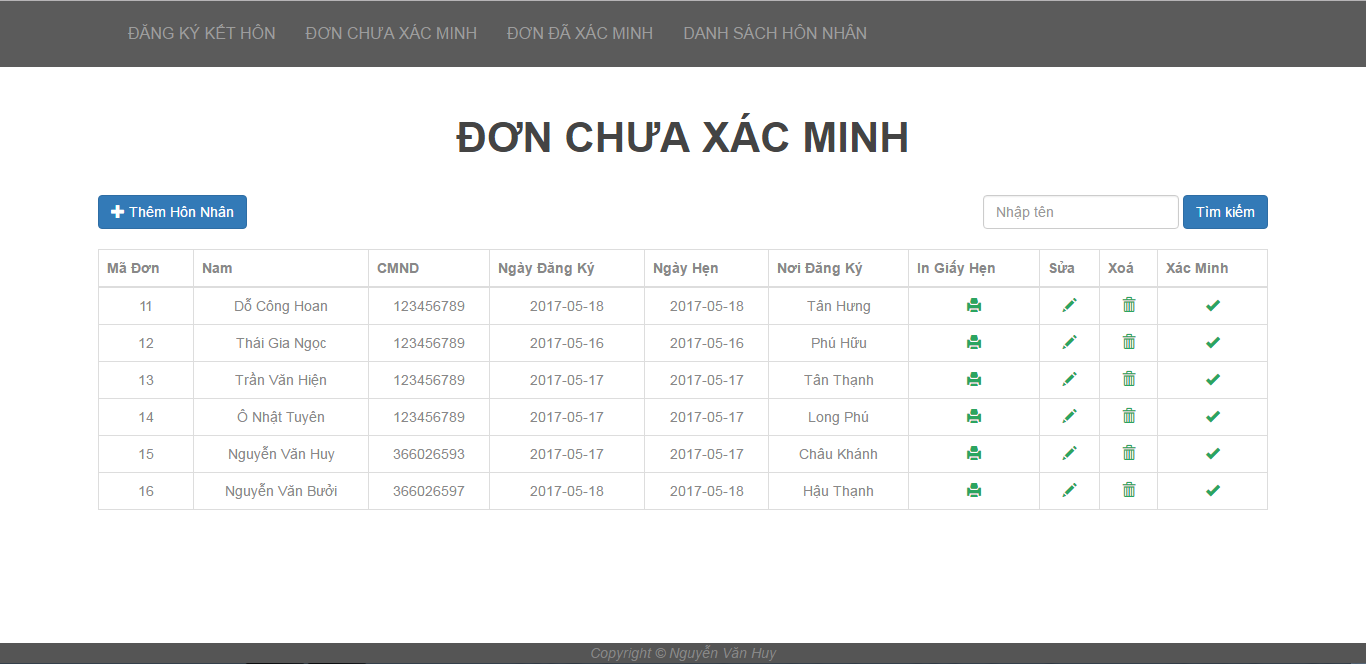 ĐĂNG KÝ KẾT HÔN ĐƠN CHƯA XÁC MINH ĐƠN ĐÃ XÁC MINH DANH SÁCH HÔN NHÂN
ĐƠN CHƯA XÁC MINH
Thêm Hôn Nhân Nhập tên Tìm kiếm
Mã Đơn Nam CMND Ngày Đăng Ký Ngày Hẹn Nơi Đăng Ký In Giấy Hẹn Sửa Xoá Xác Minh
11 Dỗ Công Hoan 123456789 2017-05-18 2017-05-18 Tân Hưng
12 Thái Gia Ngọc 123456789 2017-05-16 2017-05-16 Phú Hữu
13 Trần Văn Hiện 123456789 2017-05-17 2017-05-17 Tân Thạnh
14 Ô Nhật Tuyên 123456789 2017-05-17 2017-05-17 Long Phú
15 Nguyễn Văn Huy 366026593 2017-05-17 2017-05-17 Châu Khánh
16 Nguyễn Văn Bưởi 366026597 2017-05-18 2017-05-18 Hậu Thạnh
Copyright © Nguyễn Văn Huy